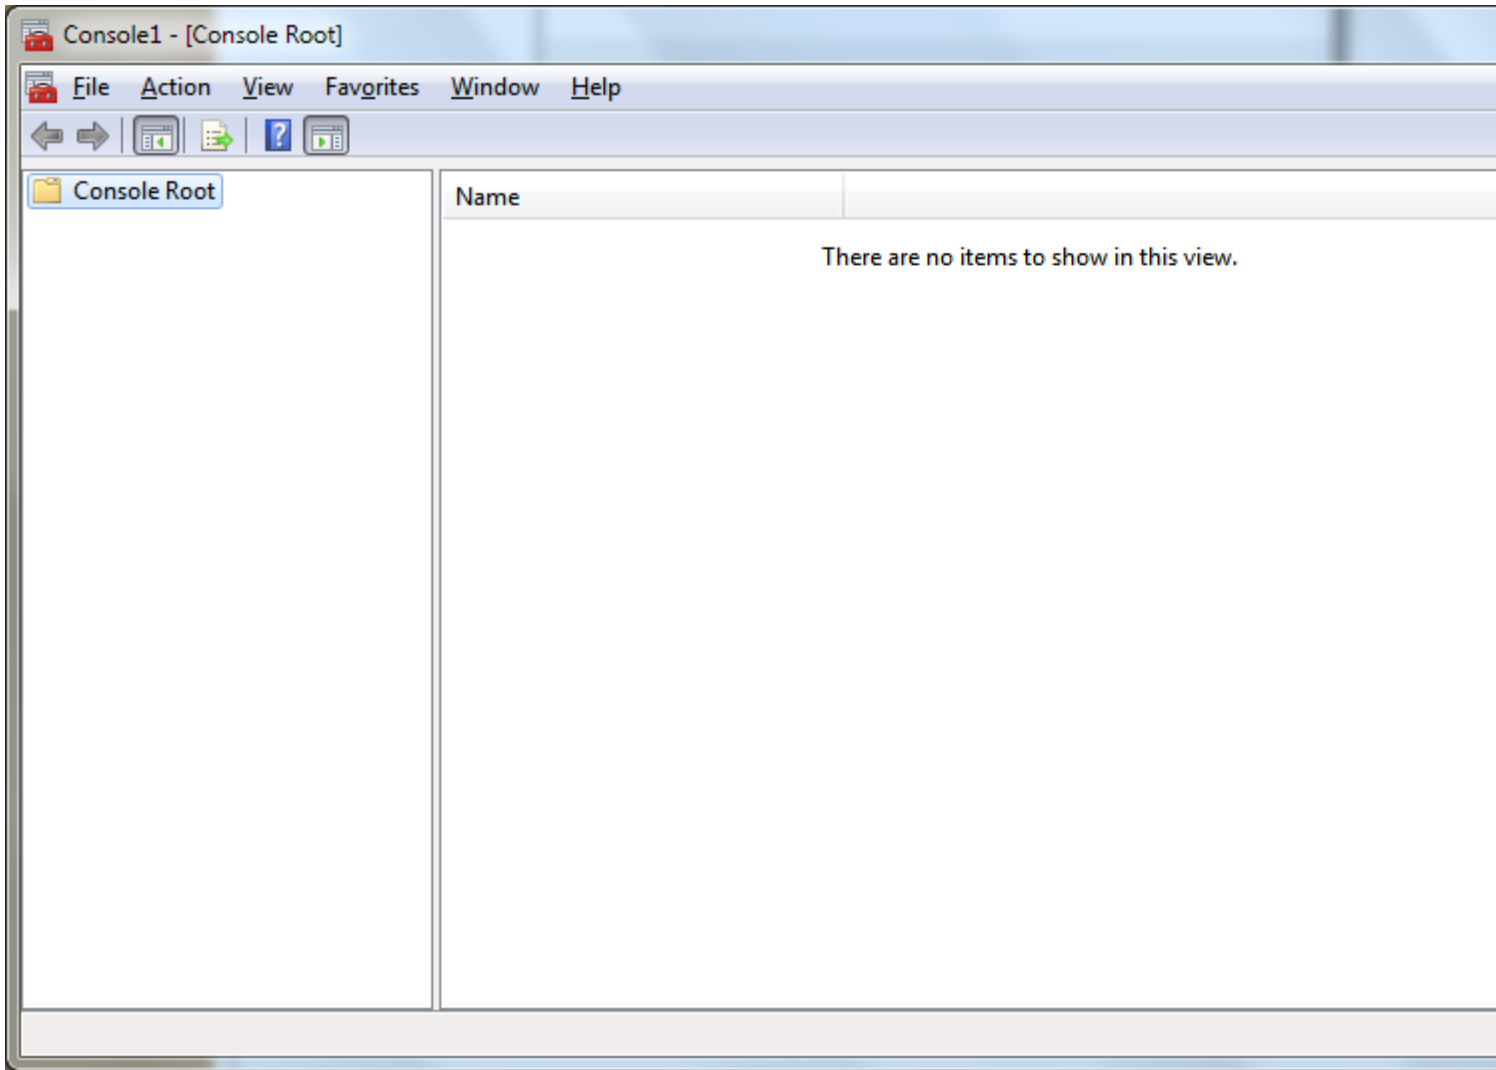 Console1 - [Console Root]
File Action View Favorites Window Help
?
Console Root
Name
There are no items to show in this view.